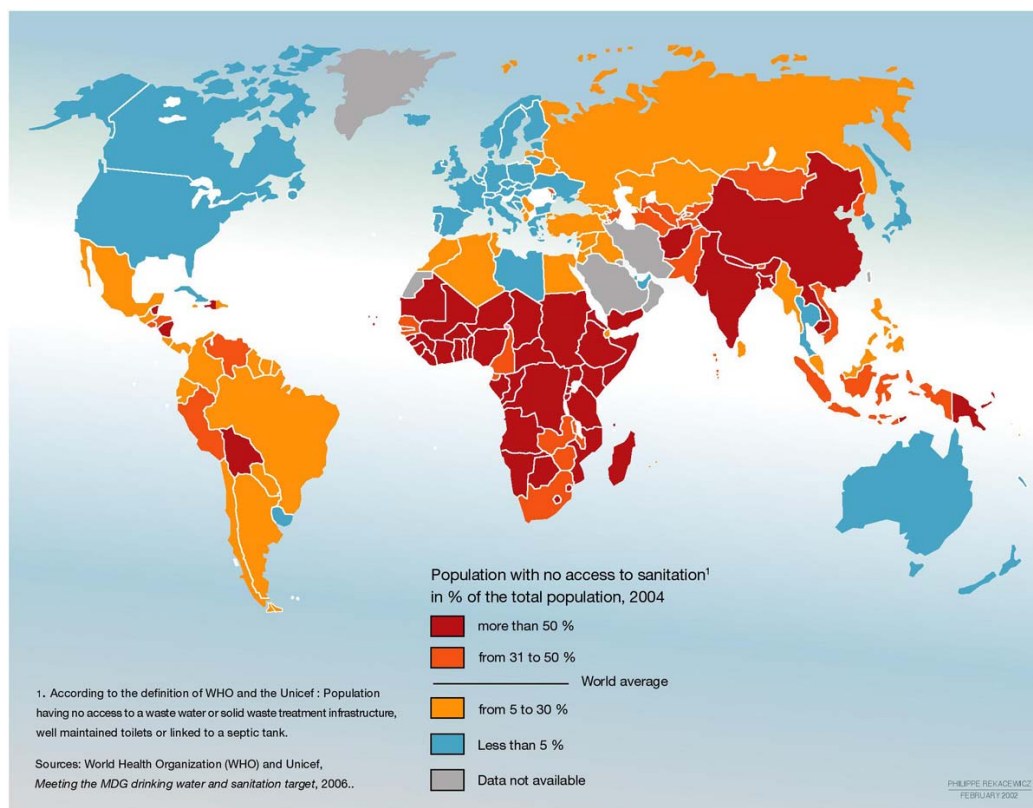 Population with no access to sanitation¹
in % of the total population, 2004
more than 50 %
from 31 to 50 %
World average
from 5 to 30 %
Less than 5 %
Data not available
1. According to the definition of WHO and the Unicef : Population
having no access to a waste water or solid waste treatment infrastructure,
well maintained toilets or linked to a septic tank.
Sources: World Health Organization (WHO) and Unicef,
Meeting the MDG drinking water and sanitation target, 2006..
PHILIPPE REKACEWICZ
FEBRUARY 2002